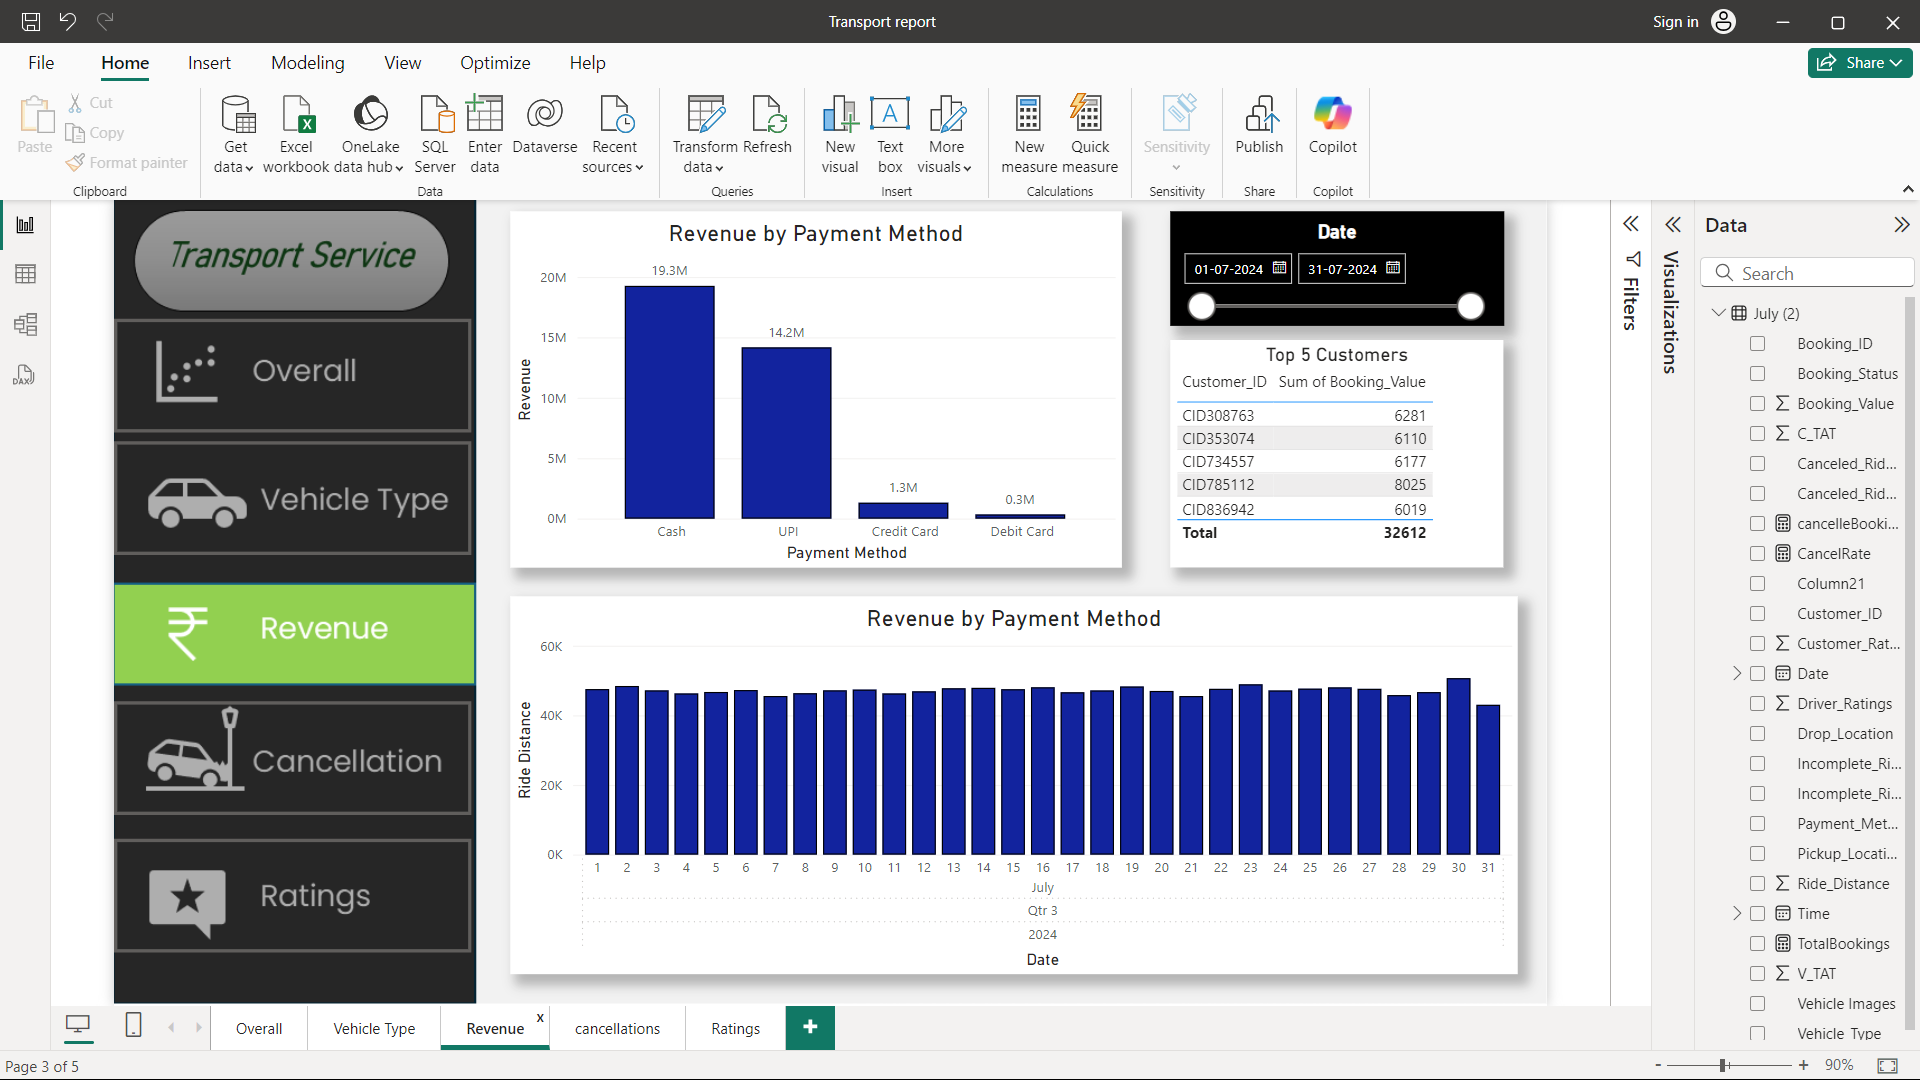 Transport report
Sign in
File
Home
Insert
Modeling
View
Optimize
Help
Share
Paste
Cut
Copy
Format painter
Clipboard
Get data
Excel workbook
OneLake data hub
SQL Server
Enter data
Dataverse
Recent sources
Data
Transform data
Refresh
Queries
New visual
Text box
More visuals
Insert
New measure
Quick measure
Calculations
Sensitivity
Sensitivity
Publish
Share
Copilot
Copilot
Transport Service
Overall
Vehicle Type
Revenue
Cancellation
Ratings
Revenue by Payment Method
Revenue
20M
15M
10M
5M
0M
19.3M
14.2M
1.3M
0.3M
Cash
UPI
Credit Card
Debit Card
Payment Method
Date
01-07-2024
31-07-2024
Top 5 Customers
Customer_ID Sum of Booking_Value
CID308763 6281
CID353074 6110
CID734557 6177
CID785112 8025
CID836942 6019
Total 32612
Revenue by Payment Method
Ride Distance
60K
40K
20K
0K
1 2 3 4 5 6 7 8 9 10 11 12 13 14 15 16 17 18 19 20 21 22 23 24 25 26 27 28 29 30 31
July
Qtr 3
2024
Date
Filters
Visualizations
Data
Search
July (2)
Booking_ID
Booking_Status
Booking_Value
C_TAT
Canceled_Rid...
Canceled_Rid...
cancelleBooki...
CancelRate
Column21
Customer_ID
Customer_Rat...
Date
Driver_Ratings
Drop_Location
Incomplete_Ri...
Incomplete_Ri...
Payment_Met...
Pickup_Locati...
Ride_Distance
Time
TotalBookings
V_TAT
Vehicle Images
Vehicle_Type
Overall
Vehicle Type
Revenue
x
cancellations
Ratings
+
Page 3 of 5
- + 90%